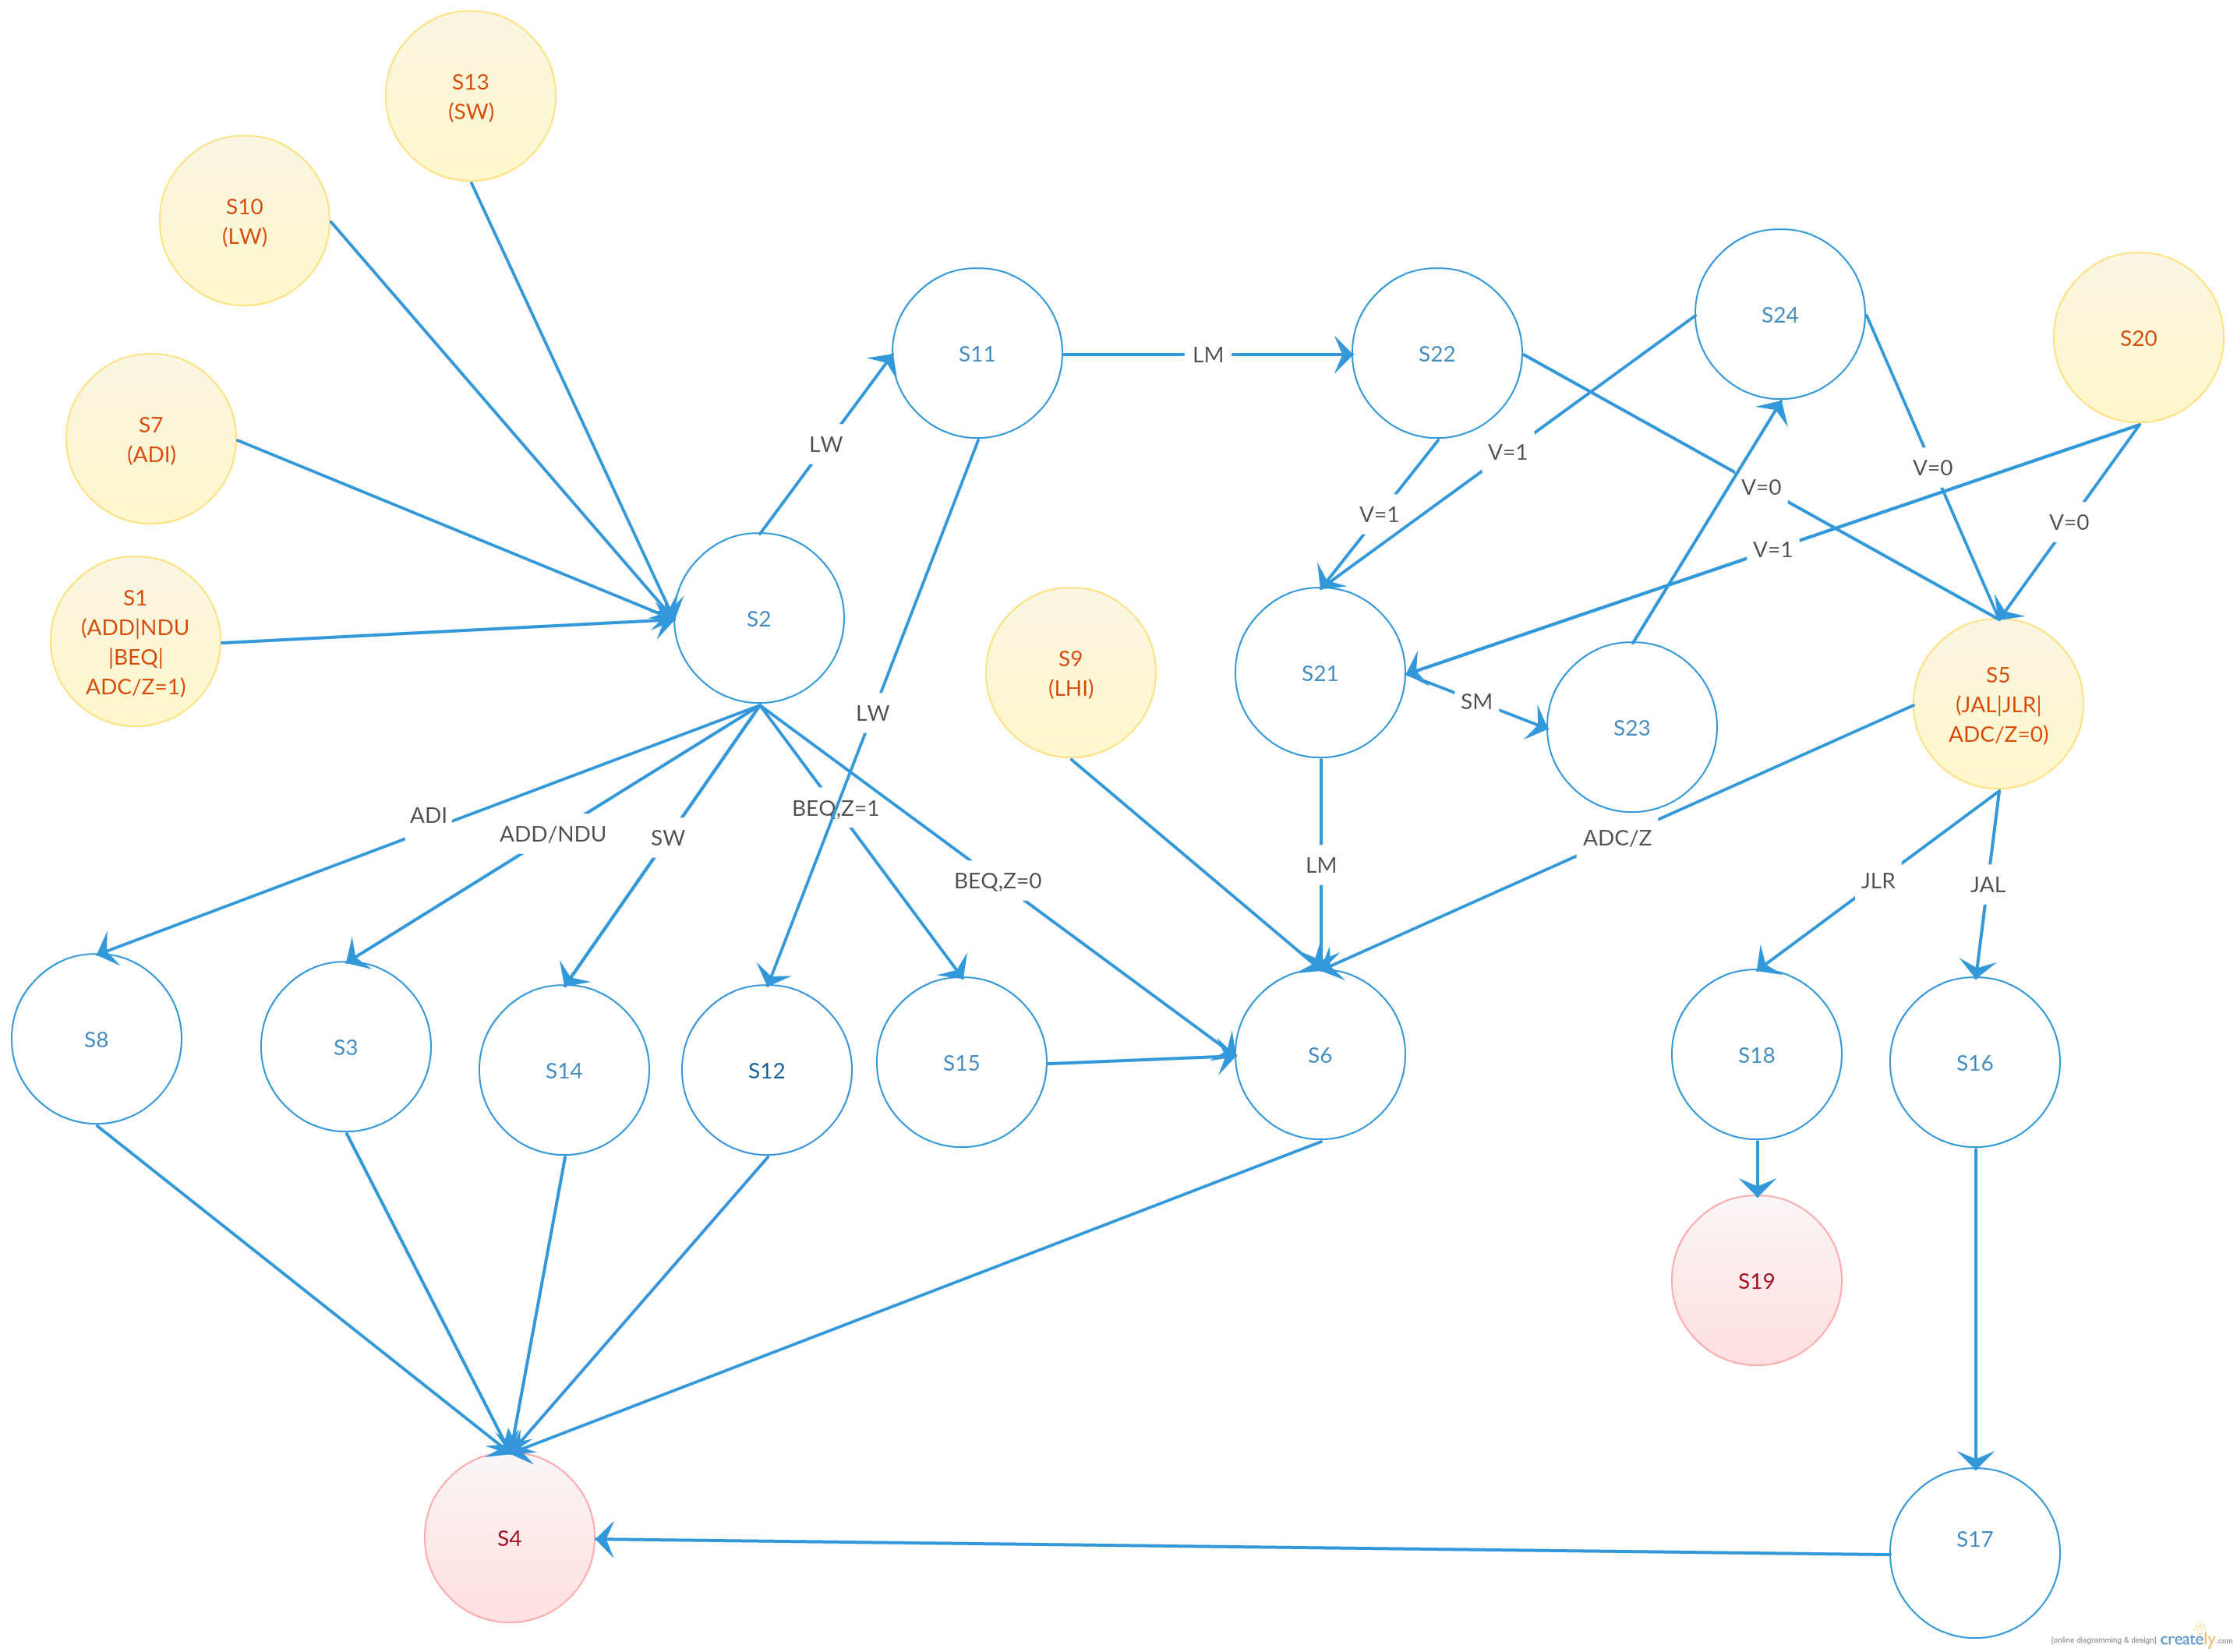 S13
(SW)
S10
(LW)
S7
(ADI)
S1
(ADD|NDU
|BEQ|
ADC/Z=1)
S2
LW
S11
LM
S22
S24
S20
V=1
V=1
V=0
V=0
V=0
V=1
LW
S9
(LHI)
S21
SM
S23
S5
(JAL|JLR|
ADC/Z=0)
ADI
ADD/NDU
SW
BEQ,Z=1
BEQ,Z=0
LM
ADC/Z
JLR
JAL
S8
S3
S14
S12
S15
S6
S18
S16
S19
S4
S17
[online diagramming & design] creately.com